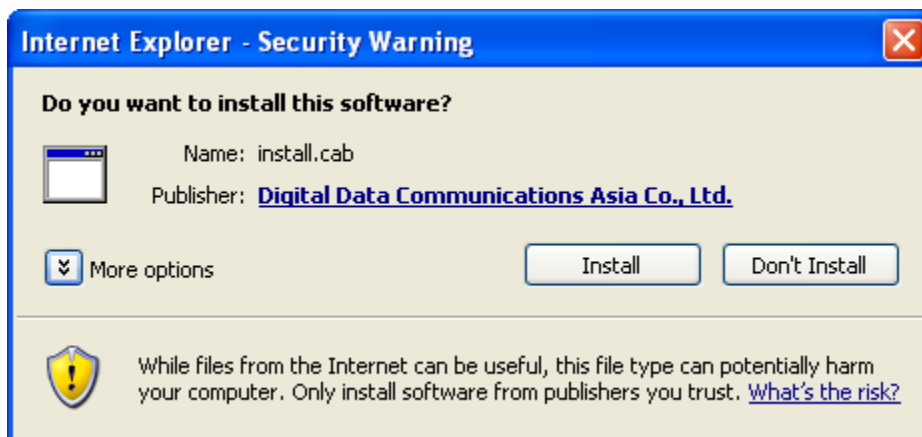 Internet Explorer - Security Warning
Do you want to install this software?
Name: install.cab
Publisher: Digital Data Communications Asia Co., Ltd.
More options
Install
Don't Install
While files from the Internet can be useful, this file type can potentially harm
your computer. Only install software from publishers you trust. What's the risk?